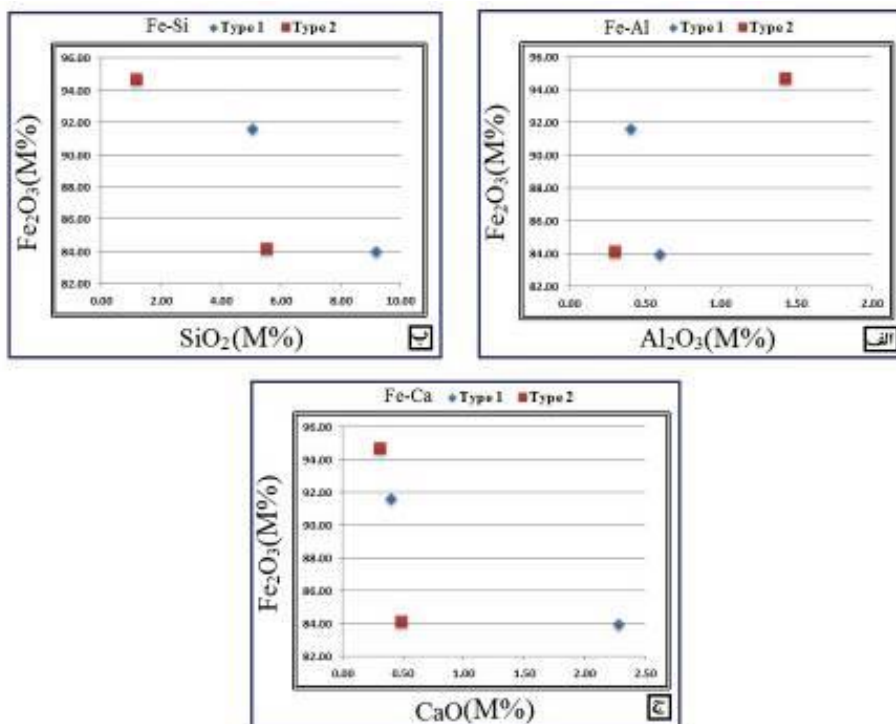 Fe-Si Type 1 Type 2
96.00
94.00
92.00
90.00
88.00
86.00
84.00
82.00
Fe2O3(M%)
0.00 2.00 4.00 6.00 8.00 10.00
SiO2(M%)
ب
Fe-Al Type 1 Type 2
96.00
94.00
92.00
90.00
88.00
86.00
84.00
82.00
Fe2O3(M%)
0.00 0.50 1.00 1.50 2.00
Al2O3(M%)
الف
Fe-Ca Type 1 Type 2
96.00
94.00
92.00
90.00
88.00
86.00
84.00
82.00
Fe2O3(M%)
0.00 0.50 1.00 1.50 2.00 2.50
CaO(M%)
ج